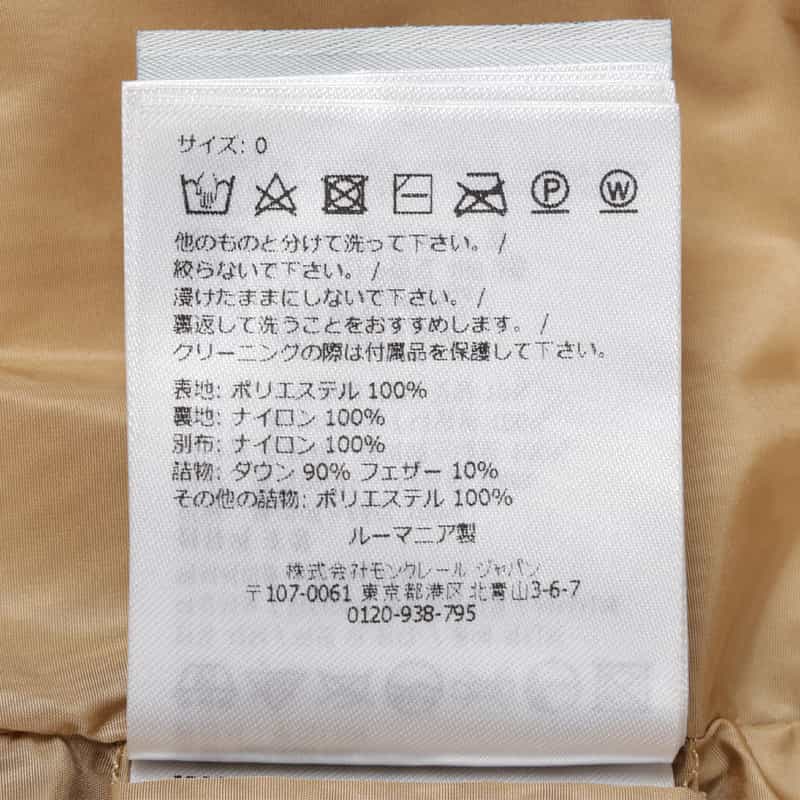 サイズ: 0
P W
他のものと分けて洗って下さい。 /
絞らないで下さい。 /
浸けたままにしないで下さい。 /
裏返して洗うことをおすすめします。 /
クリーニングの際は付属品を保護して下さい。
表地: ポリエステル 100%
裏地: ナイロン 100%
別布: ナイロン 100%
詰物: ダウン 90% フェザー 10%
その他の詰物: ポリエステル 100%
ルーマニア製
株式会社モンクレール ジャパン
〒107-0061 東京都港区北青山3-6-7
0120-938-795